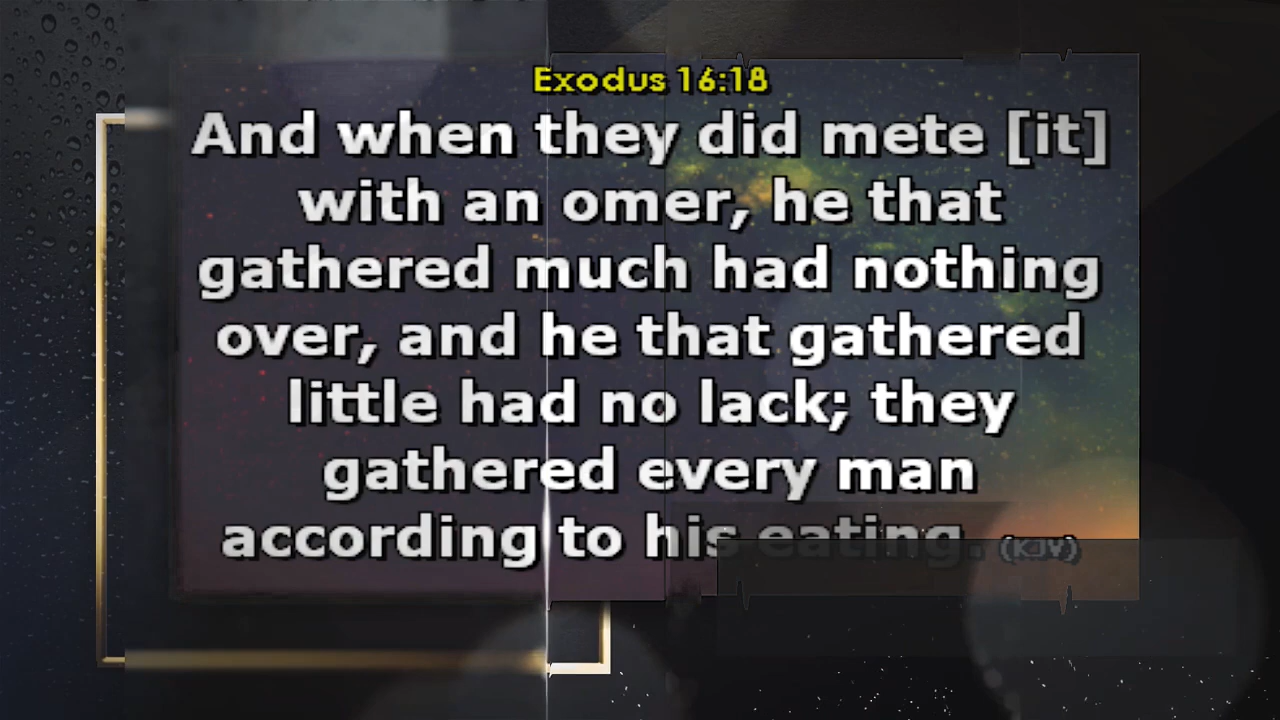 Exodus 16:18
And when they did mete [it]
with an omer, he that
gathered much had nothing
over, and he that gathered
little had no lack; they
gathered every man
according to his eating. (KJV)